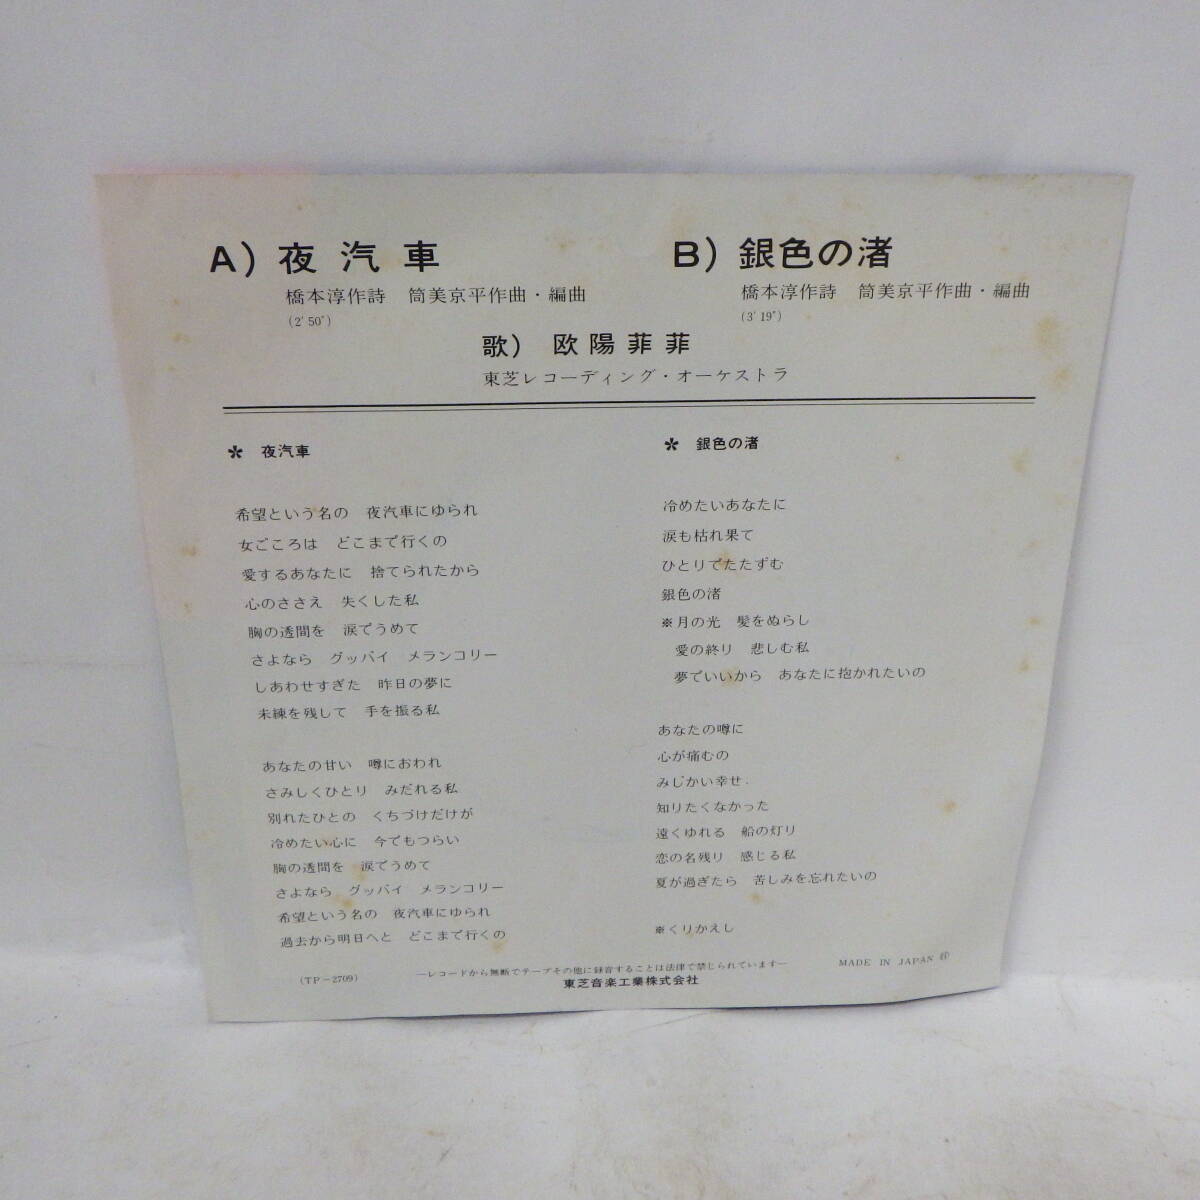 A) 夜汽車
橋本淳作詩 筒美京平作曲・編曲
(2'50")
B) 銀色の渚
橋本淳作詩 筒美京平作曲・編曲
(3'19")
歌) 欧陽菲菲
東芝レコーディング・オーケストラ
* 夜汽車
希望という名の 夜汽車にゆられ
女ごころは どこまで行くの
愛するあなたに 捨てられたから
心のささえ 失くした私
胸の透間を 涙でうめて
さよなら グッバイ メランコリー
しあわせすぎた 昨日の夢に
未練を残して 手を振る私
あなたの甘い 噂におわれ
さみしくひとり みだれる私
別れたひとの くちづけだけが
冷めたい心に 今でもつらい
胸の透間を 涙でうめて
さよなら グッバイ メランコリー
希望という名の 夜汽車にゆられ
過去から明日へと どこまで行くの
* 銀色の渚
冷めたいあなたに
涙も枯れ果て
ひとりでたたずむ
銀色の渚
※月の光 髪をぬらし
愛の終り 悲しむ私
夢でいいから あなたに抱かれたいの
あなたの噂に
心が痛むの
みじかい幸せ
知りたくなかった
遠くゆれる 船の灯り
恋の名残り 感じる私
夏が過ぎたら 苦しみを忘れたいの
※くりかえし
(TP-2709)
―レコードから無断でテープその他に録音することは法律で禁じられています―
東芝音楽工業株式会社
MADE IN JAPAN